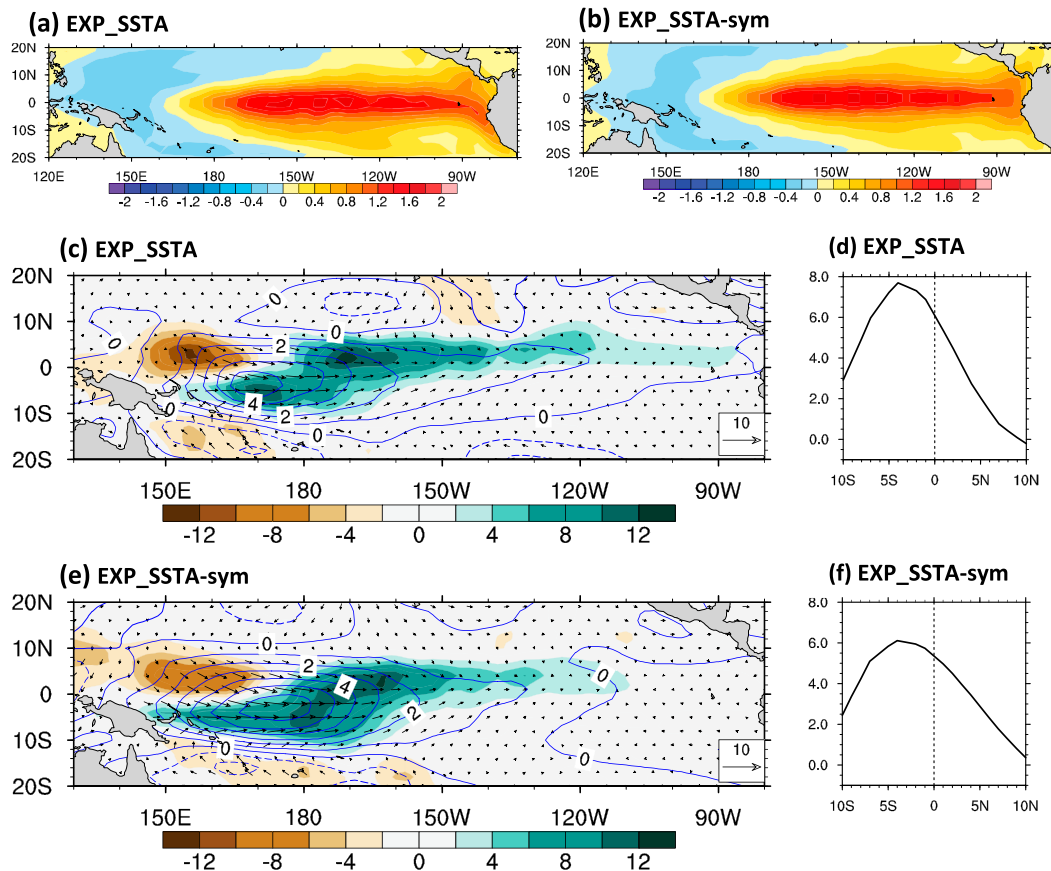 (a) EXP_SSTA
(b) EXP_SSTA-sym
20N
10N
0
10S
20S
120E 150E 180 150W 120W 90W
-2 -1.6 -1.2 -0.8 -0.4 0 0.4 0.8 1.2 1.6 2
20N
10N
0
10S
20S
120E 150E 180 150W 120W 90W
-2 -1.6 -1.2 -0.8 -0.4 0 0.4 0.8 1.2 1.6 2
(c) EXP_SSTA
20N
10N
0
10S
20S
0
0
0
2
4
2
0
0
0
10
150E 180 150W 120W 90W
-12 -8 -4 0 4 8 12
(d) EXP_SSTA
8.0
6.0
4.0
2.0
0.0
10S 5S 0 5N 10N
(e) EXP_SSTA-sym
20N
10N
0
10S
20S
0
0
2
4
2
0
0
10
150E 180 150W 120W 90W
-12 -8 -4 0 4 8 12
(f) EXP_SSTA-sym
8.0
6.0
4.0
2.0
0.0
10S 5S 0 5N 10N